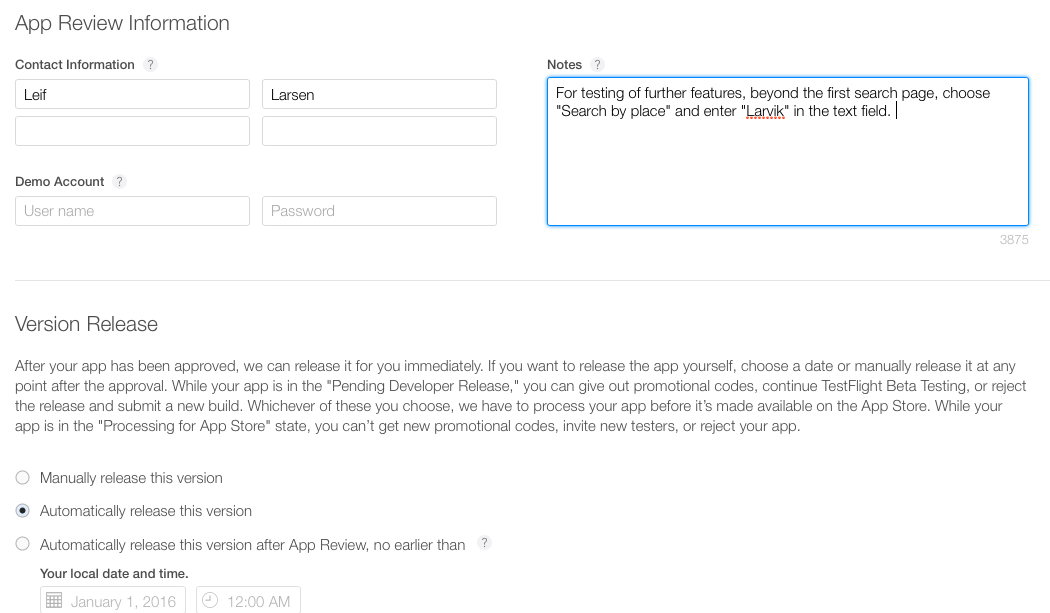 App Review Information
Contact Information ?
Notes ?
Leif
Larsen
For testing of further features, beyond the first search page, choose
"Search by place" and enter "Larvik" in the text field.
Demo Account ?
User name
Password
3875
Version Release
After your app has been approved, we can release it for you immediately. If you want to release the app yourself, choose a date or manually release it at any
point after the approval. While your app is in the "Pending Developer Release," you can give out promotional codes, continue TestFlight Beta Testing, or reject
the release and submit a new build. Whichever of these you choose, we have to process your app before it's made available on the App Store. While your
app is in the "Processing for App Store" state, you can't get new promotional codes, invite new testers, or reject your app.
Manually release this version
Automatically release this version
Automatically release this version after App Review, no earlier than ?
Your local date and time.
January 1, 2016
12:00 AM